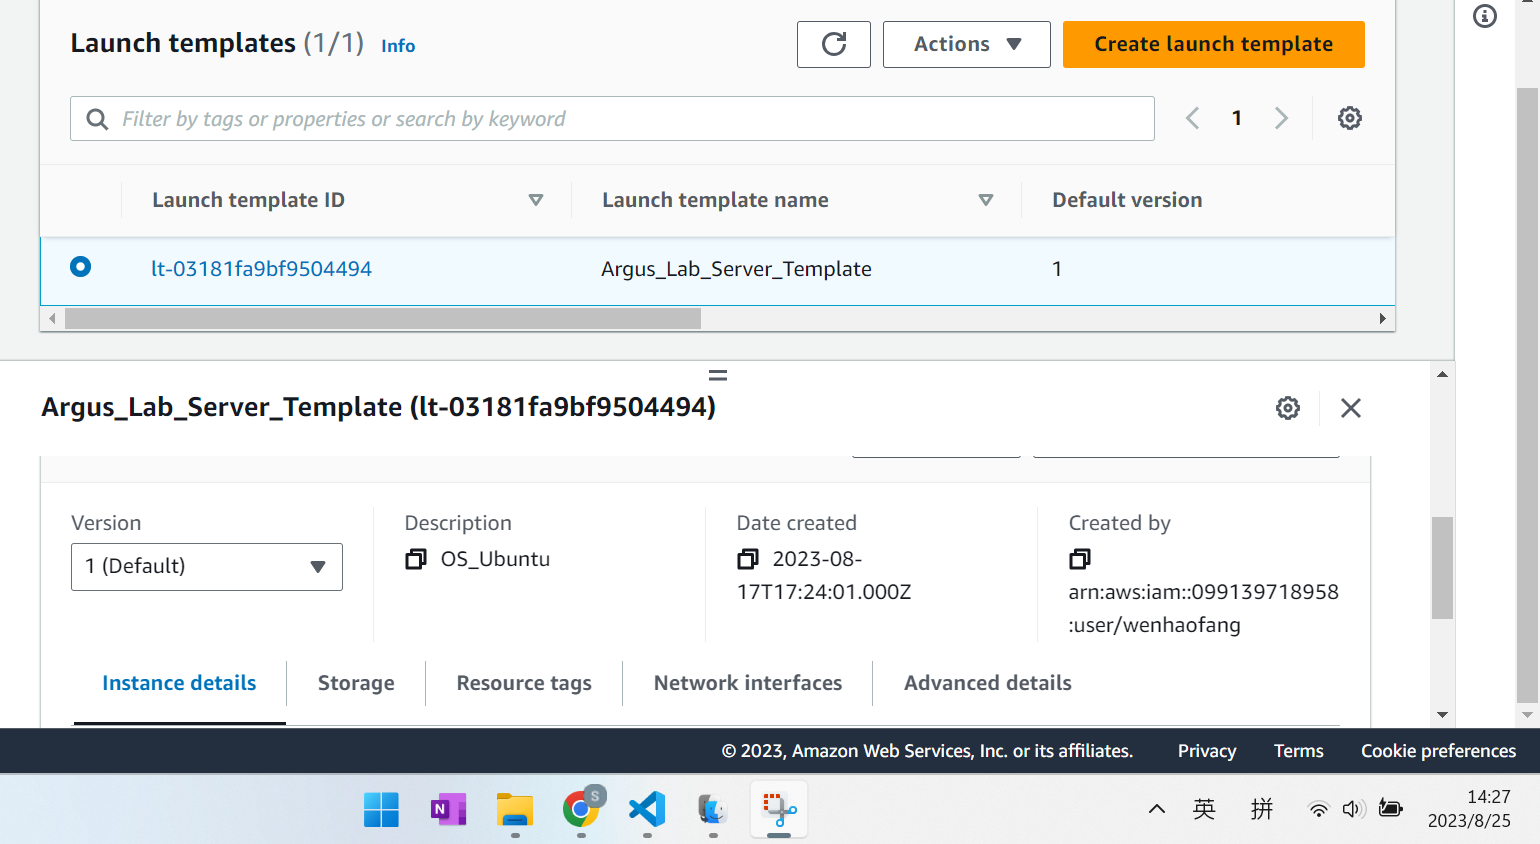 Launch templates (1/1) Info
Actions
Create launch template
Filter by tags or properties or search by keyword
1
Launch template ID
Launch template name
Default version
lt-03181fa9bf9504494
Argus_Lab_Server_Template
1
Argus_Lab_Server_Template (lt-03181fa9bf9504494)
Version
1 (Default)
Description
OS_Ubuntu
Date created
2023-08-
17T17:24:01.000Z
Created by
arn:aws:iam::099139718958
:user/wenhaofang
Instance details
Storage
Resource tags
Network interfaces
Advanced details
© 2023, Amazon Web Services, Inc. or its affiliates.
Privacy
Terms
Cookie preferences
N
S
英
拼
14:27
2023/8/25